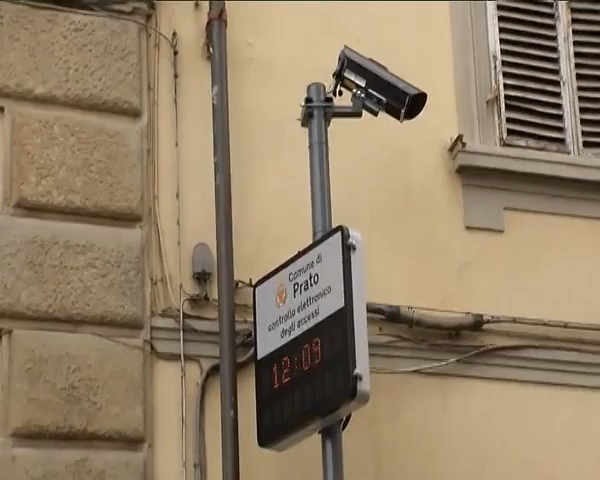 Comune di
Prato
controllo elettronico
degli accessi
12:09